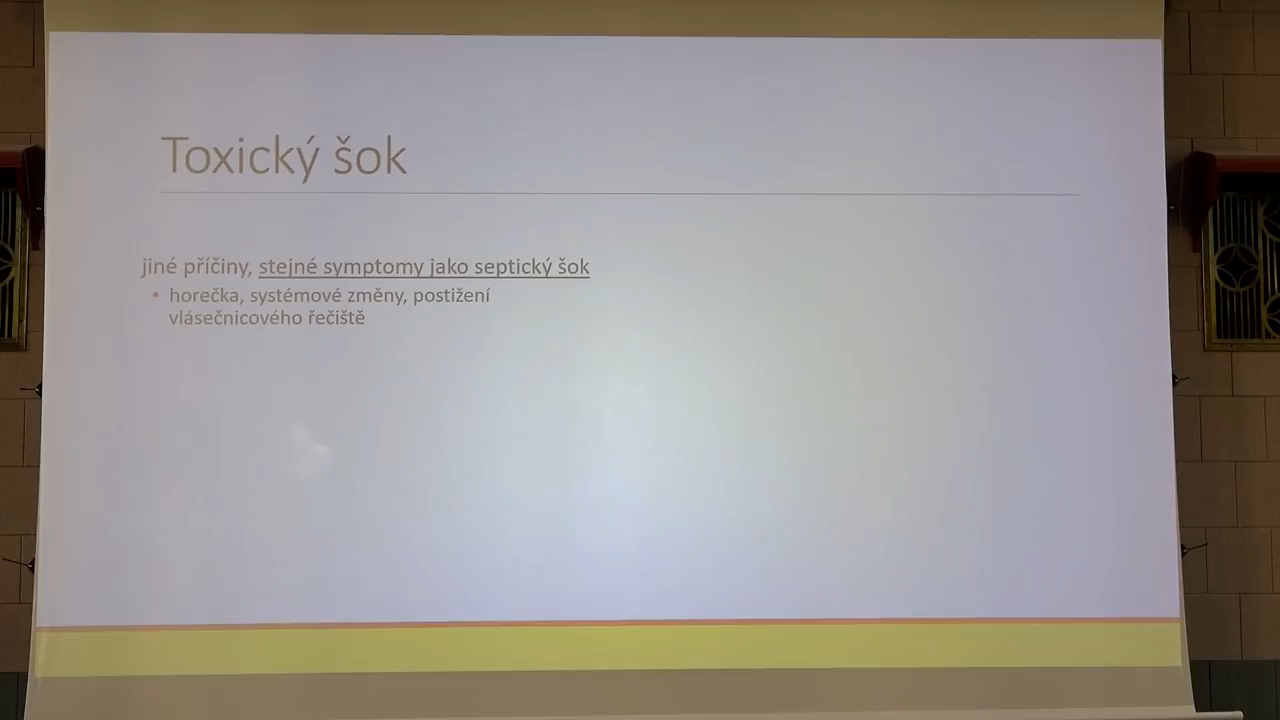 Toxický šok
jiné příčiny, stejné symptomy jako septický šok
• horečka, systémové změny, postižení
vlásečnicového řečiště